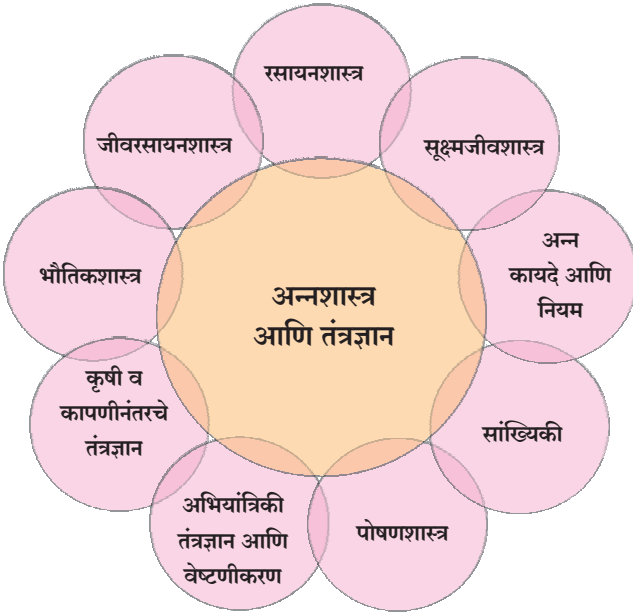 रसायनशास्त्र
जीवरसायनशास्त्र
सूक्ष्मजीवशास्त्र
अन्न
कायदे आणि
नियम
भौतिकशास्त्र
अन्नशास्त्र
आणि तंत्रज्ञान
कृषी व
कापणीनंतरचे
तंत्रज्ञान
सांख्यिकी
अभियांत्रिकी
तंत्रज्ञान आणि
वेष्टणीकरण
पोषणशास्त्र